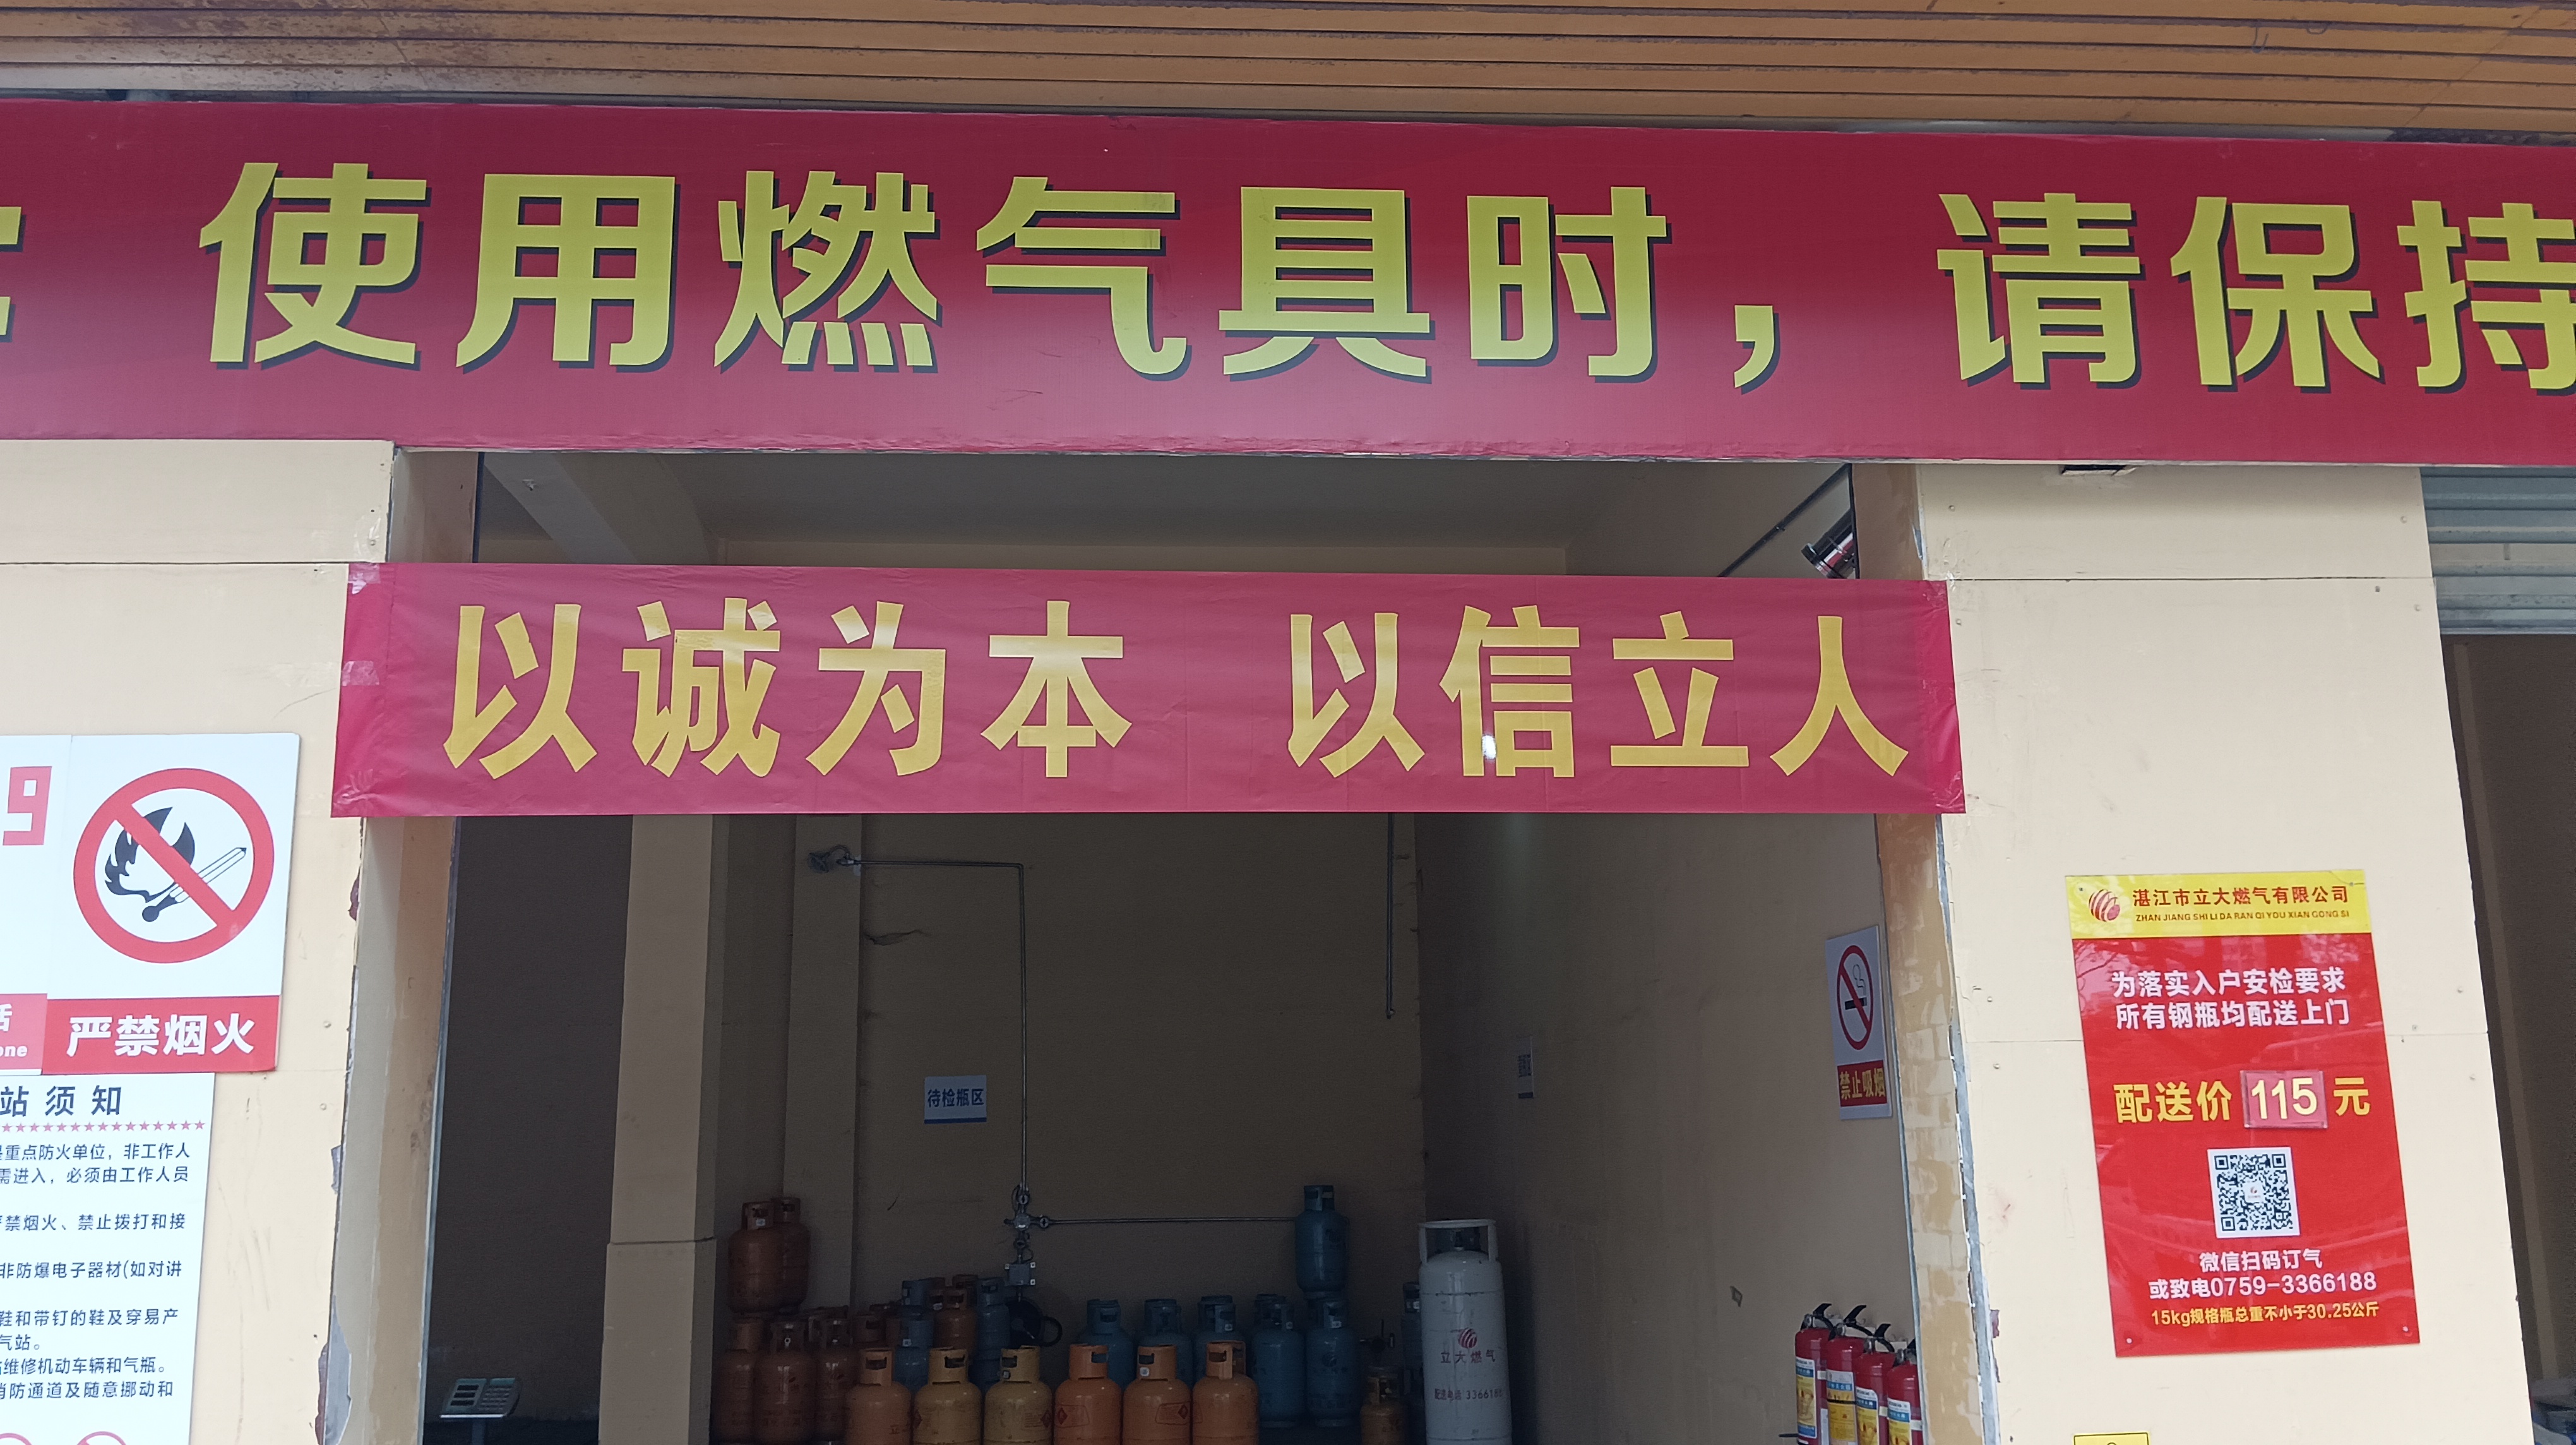 使用燃气具时，请保持
以诚为本 以信立人
9
严禁烟火
话
one
站须知
重点防火单位，非工作人
需进入，必须由工作人员
严禁烟火、禁止拨打和接
非防爆电子器材(如对讲
鞋和带钉的鞋及穿易产
气站。
维修机动车辆和气瓶。
消防通道及随意挪动和
待检瓶区
禁止吸烟
立大燃气
配送电话 3366188
湛江市立大燃气有限公司
ZHAN JIANG SHI LI DA RAN QI YOU XIAN GONG SI
为落实入户安检要求
所有钢瓶均配送上门
配送价 115 元
微信扫码订气
或致电0759-3366188
15kg规格瓶总重不小于30.25公斤